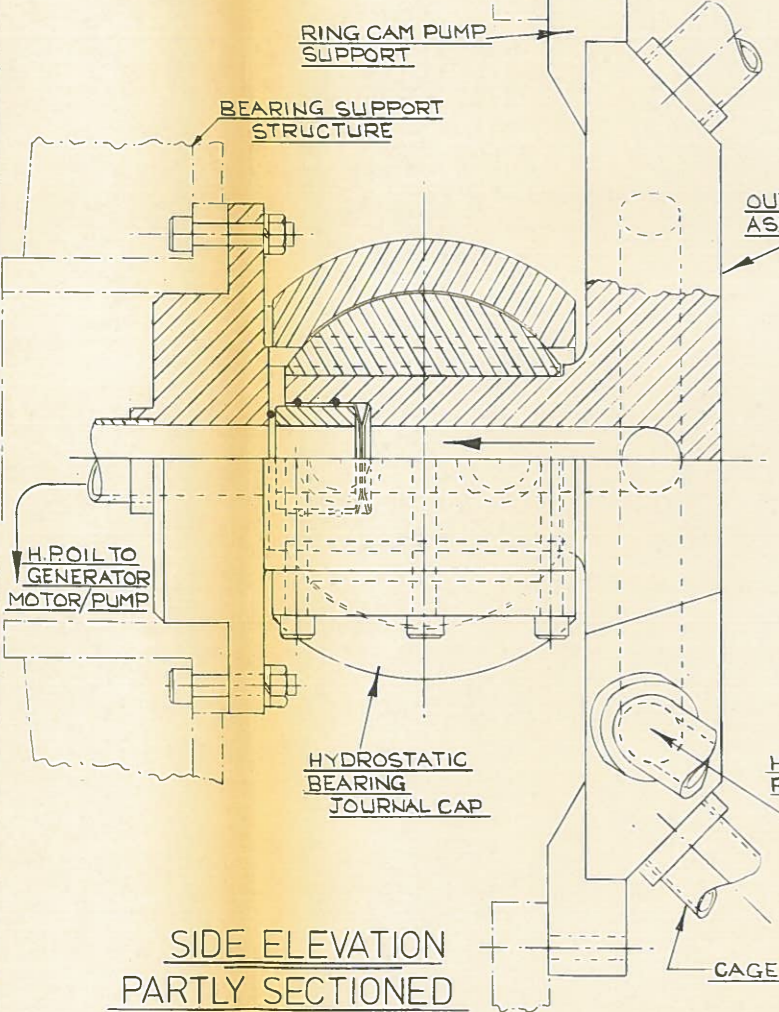 RING CAM PUMP
SUPPORT
BEARING SUPPORT
STRUCTURE
OU
AS
H.P. OIL TO
GENERATOR
MOTOR/PUMP
HYDROSTATIC
BEARING
JOURNAL CAP
H
P
CAGE
SIDE ELEVATION
PARTLY SECTIONED